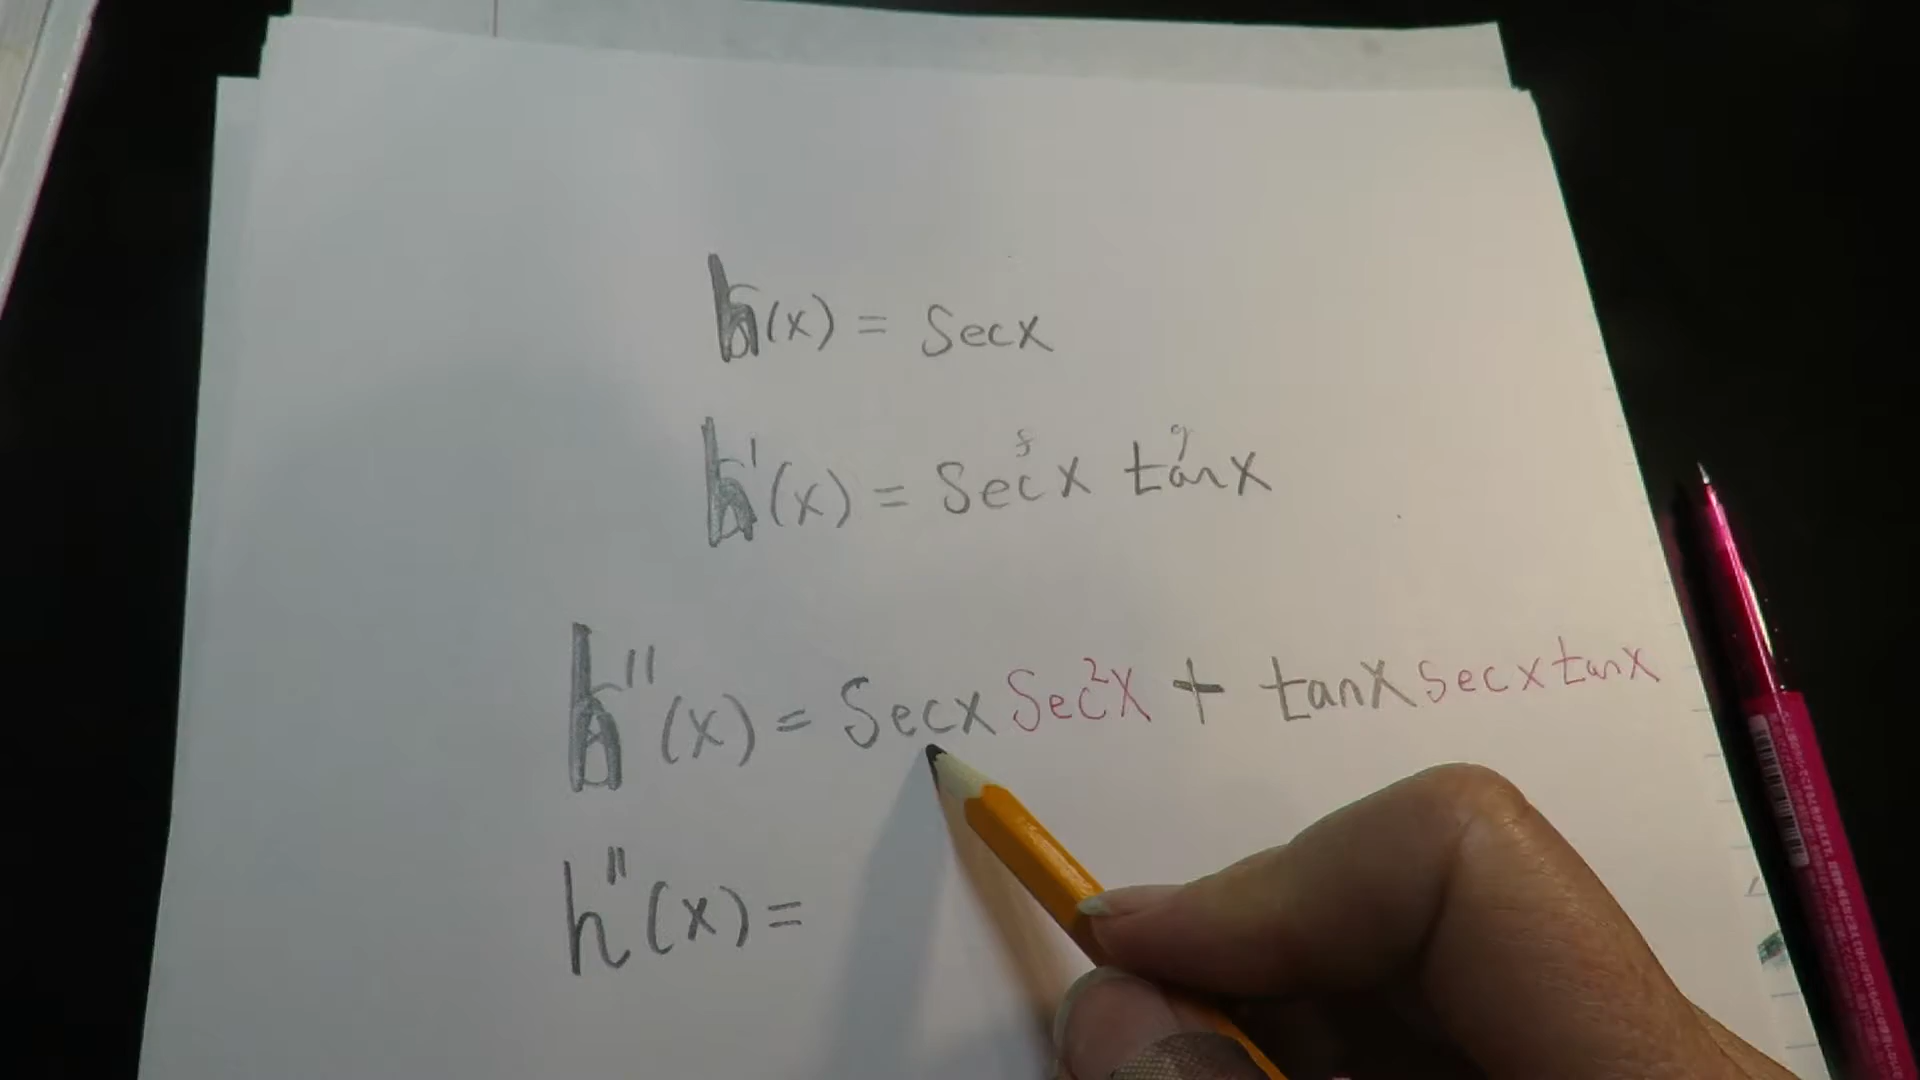 h(x) = Secx
f g
h'(x) = Secx tanx
h''(x) = Secx Sec²x + tanx secx tanx
h''(x) =